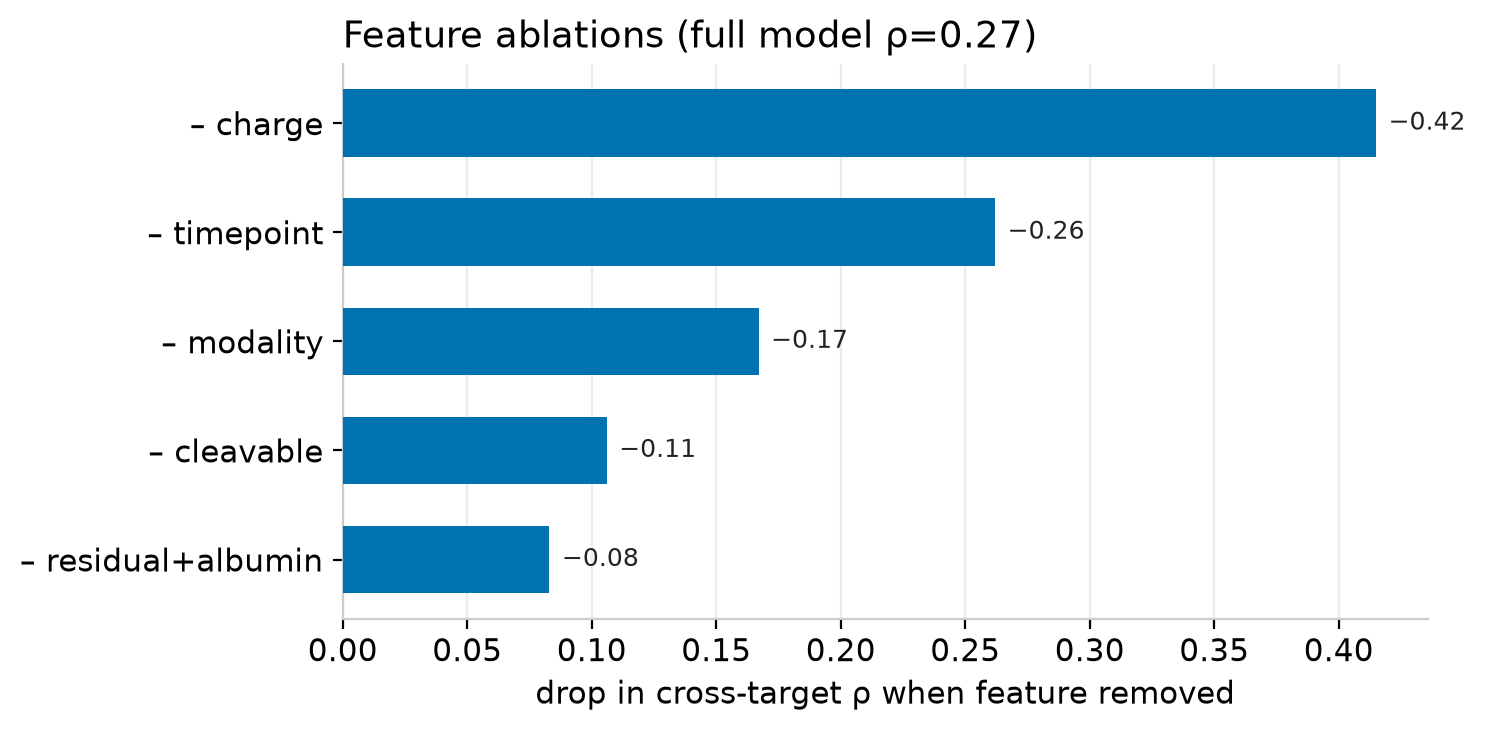 Feature ablations (full model ρ=0.27)
– charge
−0.42
– timepoint
−0.26
– modality
−0.17
– cleavable
−0.11
– residual+albumin
−0.08
0.00 0.05 0.10 0.15 0.20 0.25 0.30 0.35 0.40
drop in cross-target ρ when feature removed